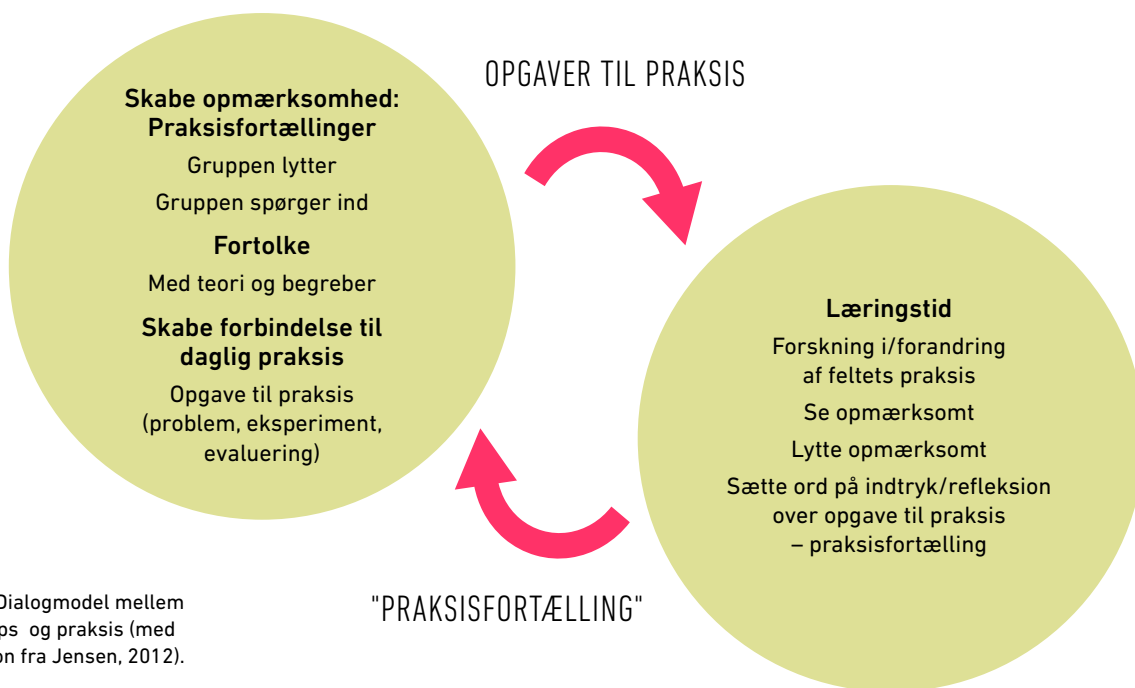 OPGAVER TIL PRAKSIS
Skabe opmærksomhed:
Praksisfortællinger
Gruppen lytter
Gruppen spørger ind
Fortolke
Med teori og begreber
Skabe forbindelse til
daglig praksis
Opgave til praksis
(problem, eksperiment,
evaluering)
Læringstid
Forskning i/forandring
af feltets praksis
Se opmærksomt
Lytte opmærksomt
Sætte ord på indtryk/refleksion
over opgave til praksis
– praksisfortælling
"PRAKSISFORTÆLLING"
Dialogmodel mellem
ps og praksis (med
on fra Jensen, 2012).